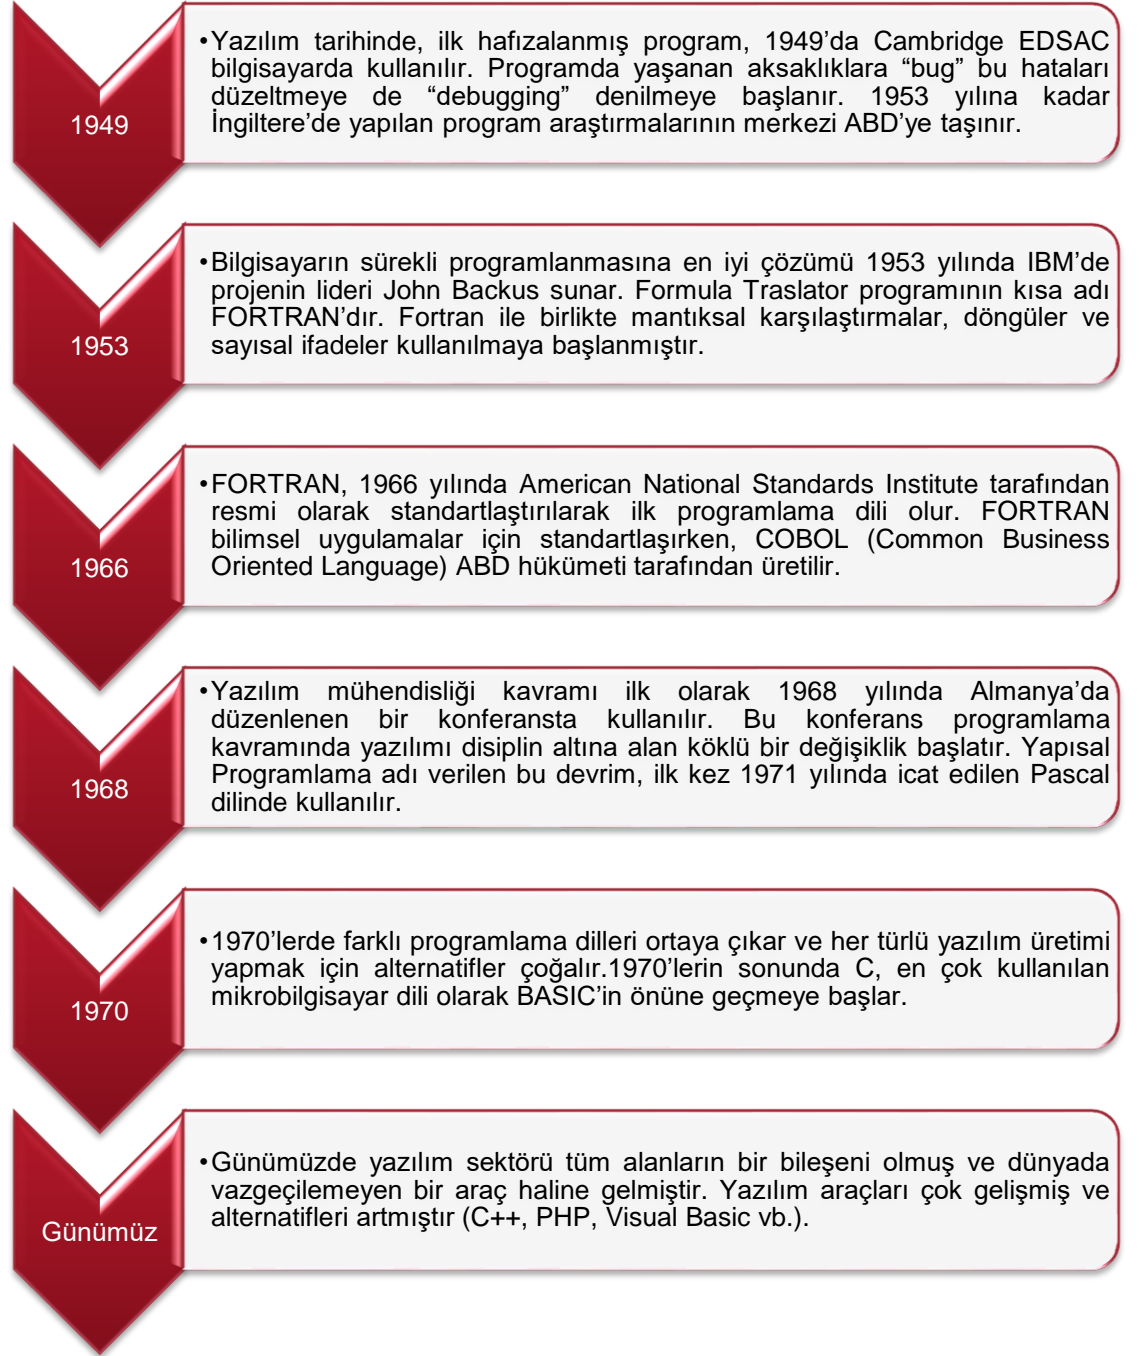 1949
•Yazılım tarihinde, ilk hafızalanmış program, 1949’da Cambridge EDSAC
bilgisayarda kullanılır. Programda yaşanan aksaklıklara “bug” bu hataları
düzeltmeye de “debugging” denilmeye başlanır. 1953 yılına kadar
İngiltere’de yapılan program araştırmalarının merkezi ABD’ye taşınır.
1953
•Bilgisayarın sürekli programlanmasına en iyi çözümü 1953 yılında IBM’de
projenin lideri John Backus sunar. Formula Traslator programının kısa adı
FORTRAN’dır. Fortran ile birlikte mantıksal karşılaştırmalar, döngüler ve
sayısal ifadeler kullanılmaya başlanmıştır.
1966
•FORTRAN, 1966 yılında American National Standards Institute tarafından
resmi olarak standartlaştırılarak ilk programlama dili olur. FORTRAN
bilimsel uygulamalar için standartlaşırken, COBOL (Common Business
Oriented Language) ABD hükümeti tarafından üretilir.
1968
•Yazılım mühendisliği kavramı ilk olarak 1968 yılında Almanya’da
düzenlenen bir konferansta kullanılır. Bu konferans programlama
kavramında yazılımı disiplin altına alan köklü bir değişiklik başlatır. Yapısal
Programlama adı verilen bu devrim, ilk kez 1971 yılında icat edilen Pascal
dilinde kullanılır.
1970
•1970’lerde farklı programlama dilleri ortaya çıkar ve her türlü yazılım üretimi
yapmak için alternatifler çoğalır.1970’lerin sonunda C, en çok kullanılan
mikrobilgisayar dili olarak BASIC’in önüne geçmeye başlar.
Günümüz
•Günümüzde yazılım sektörü tüm alanların bir bileşeni olmuş ve dünyada
vazgeçilemeyen bir araç haline gelmiştir. Yazılım araçları çok gelişmiş ve
alternatifleri artmıştır (C++, PHP, Visual Basic vb.).